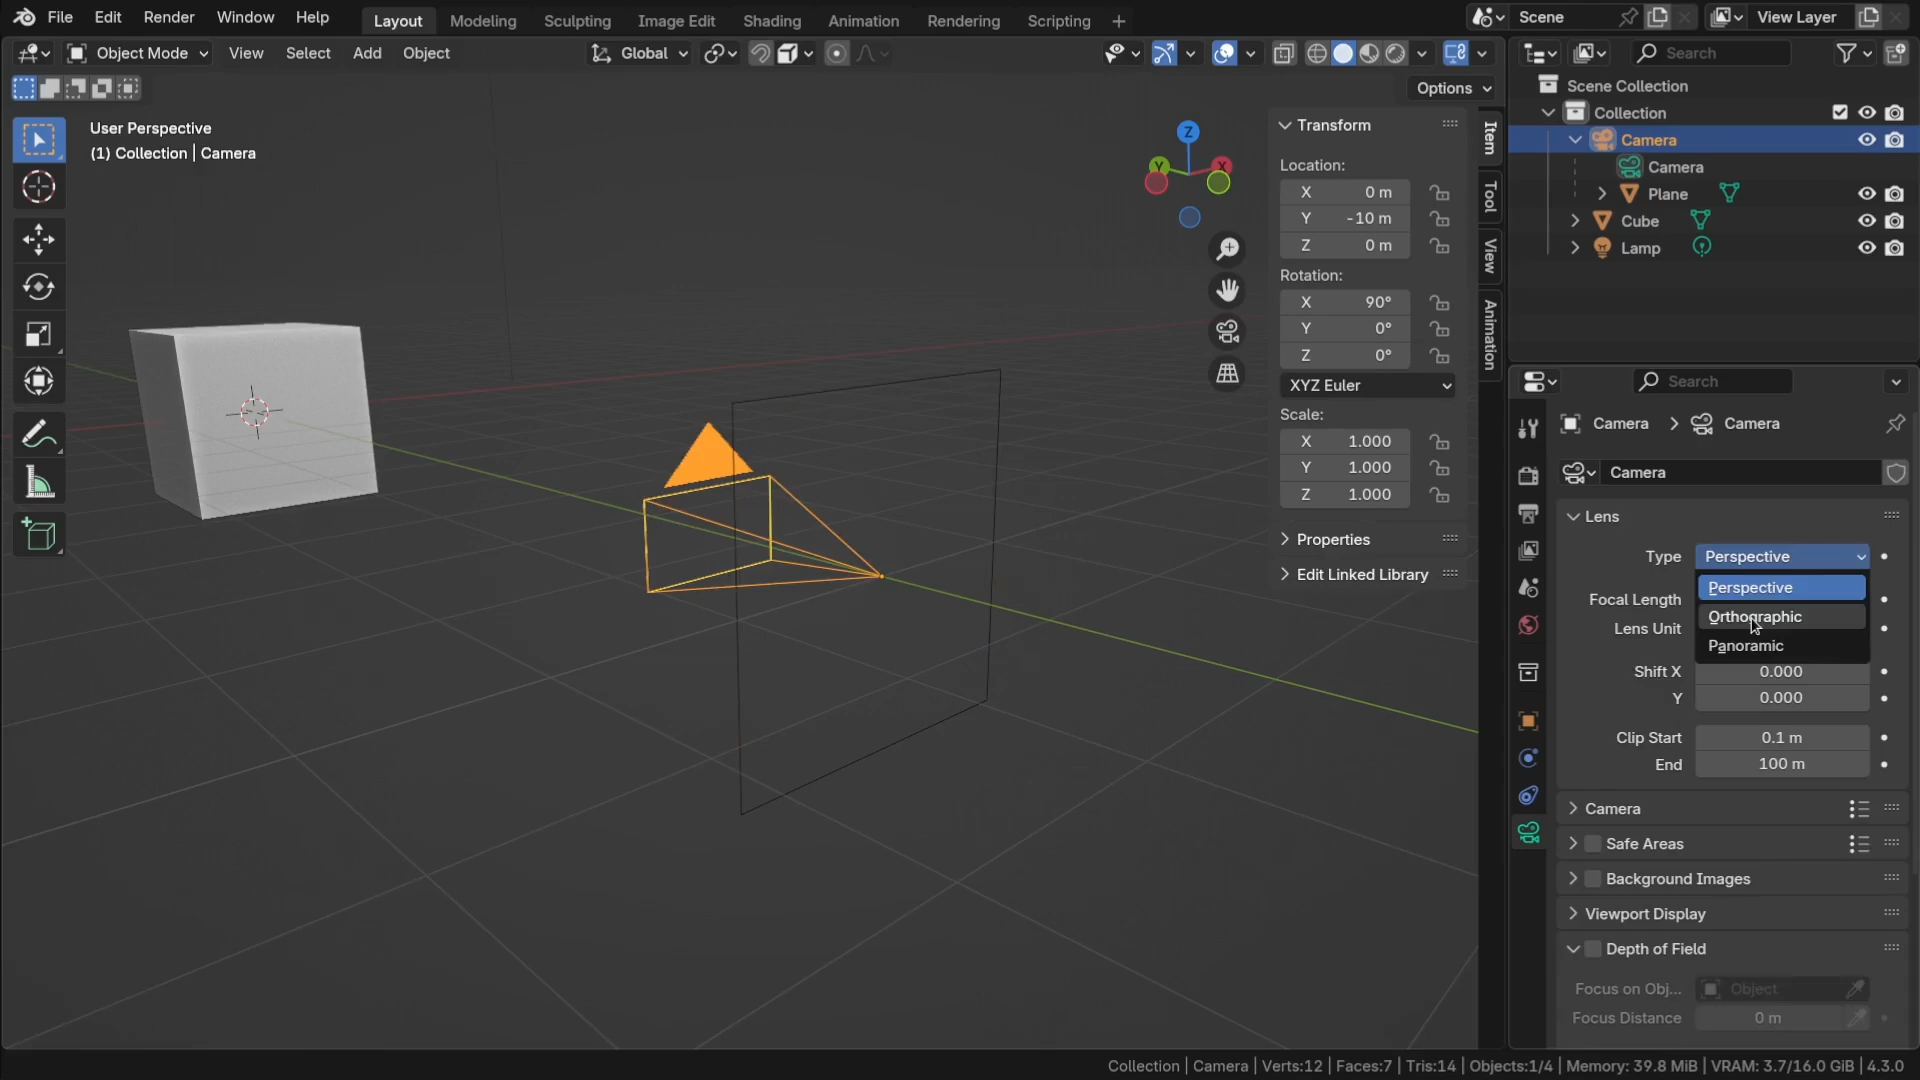 File Edit Render Window Help Layout Modeling Sculpting Image Edit Shading Animation Rendering Scripting + Scene View Layer
Object Mode View Select Add Object Global Search
Options
User Perspective
(1) Collection | Camera
Z
Y
X
Transform
Location:
X 0 m
Y -10 m
Z 0 m
Rotation:
X 90°
Y 0°
Z 0°
XYZ Euler
Scale:
X 1.000
Y 1.000
Z 1.000
Properties
Edit Linked Library
Item
Tool
View
Animation
Scene Collection
Collection
Camera
Camera
Plane
Cube
Lamp
Search
Camera > Camera
Camera
Lens
Type Perspective
Perspective
Focal Length
Orthographic
Lens Unit
Panoramic
Shift X 0.000
Y 0.000
Clip Start 0.1 m
End 100 m
Camera
Safe Areas
Background Images
Viewport Display
Depth of Field
Focus on Obj... Object
Focus Distance 0 m
Collection | Camera | Verts:12 | Faces:7 | Tris:14 | Objects:1/4 | Memory: 39.8 MiB | VRAM: 3.7/16.0 GiB | 4.3.0